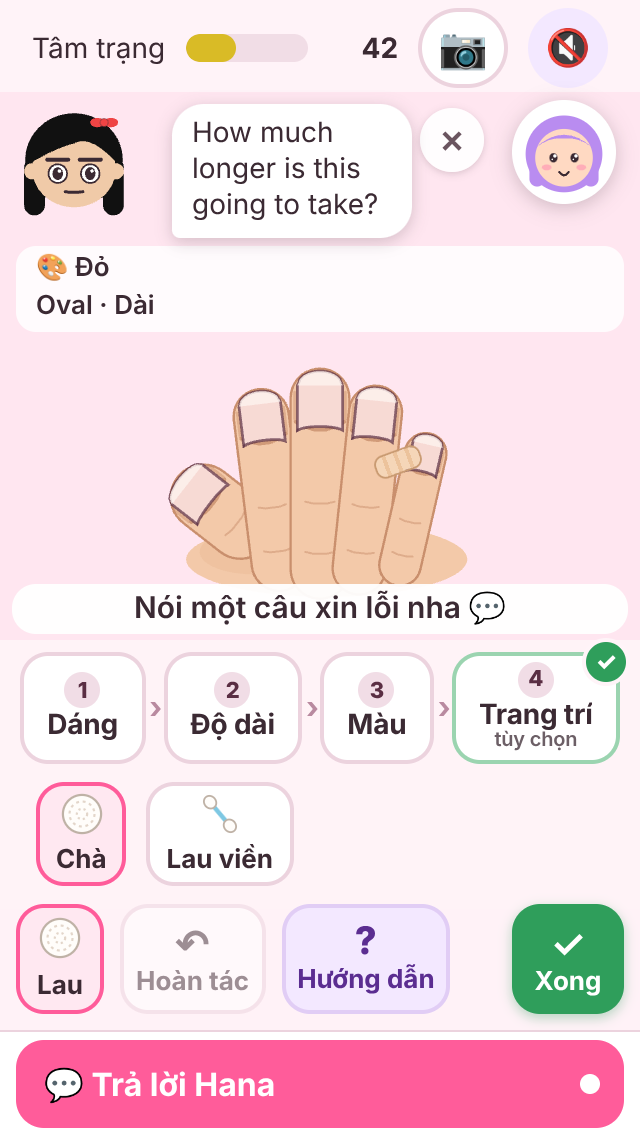 Tâm trạng
42
How much
longer is this
going to take?
🎨 Đỏ
Oval · Dài
Nói một câu xin lỗi nha 💬
1
Dáng
2
Độ dài
3
Màu
4
Trang trí
tùy chọn
Chà
Lau viền
Lau
Hoàn tác
?
Hướng dẫn
Xong
💬 Trả lời Hana